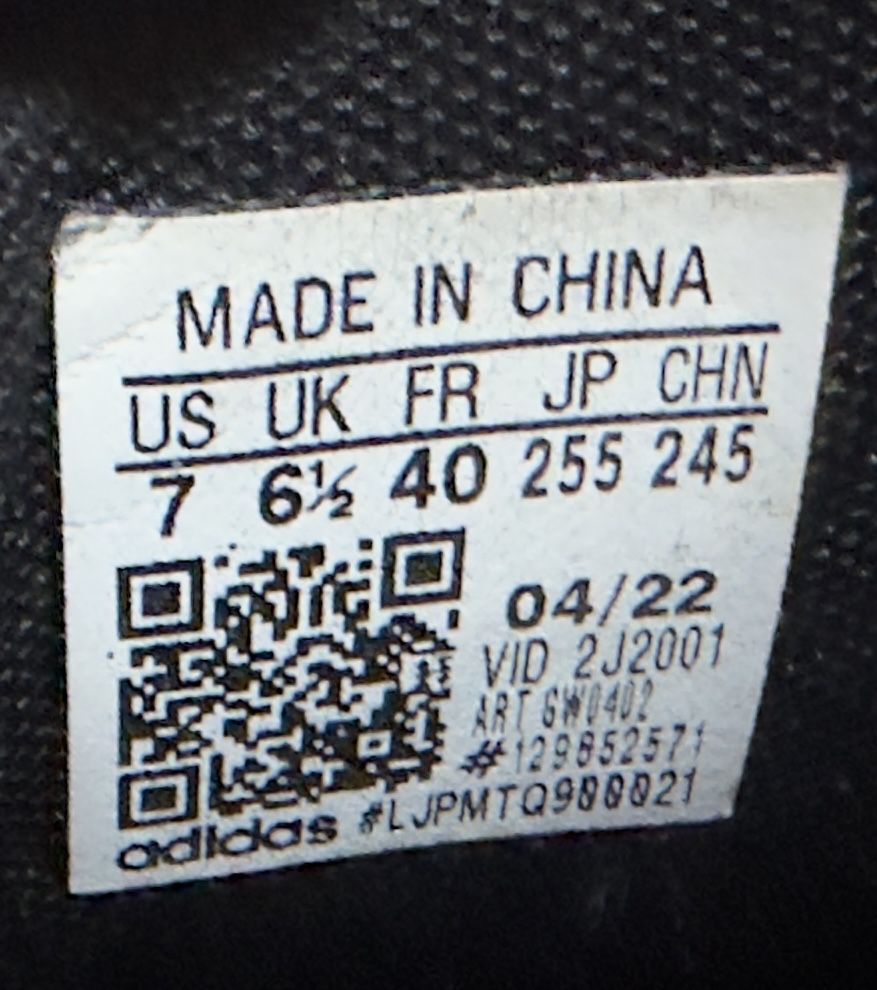 MADE IN CHINA
US UK FR JP CHN
7 6½ 40 255 245
04/22
VID 2J2001
ART GW0402
#129852571
adidas #LJPMTQ900021